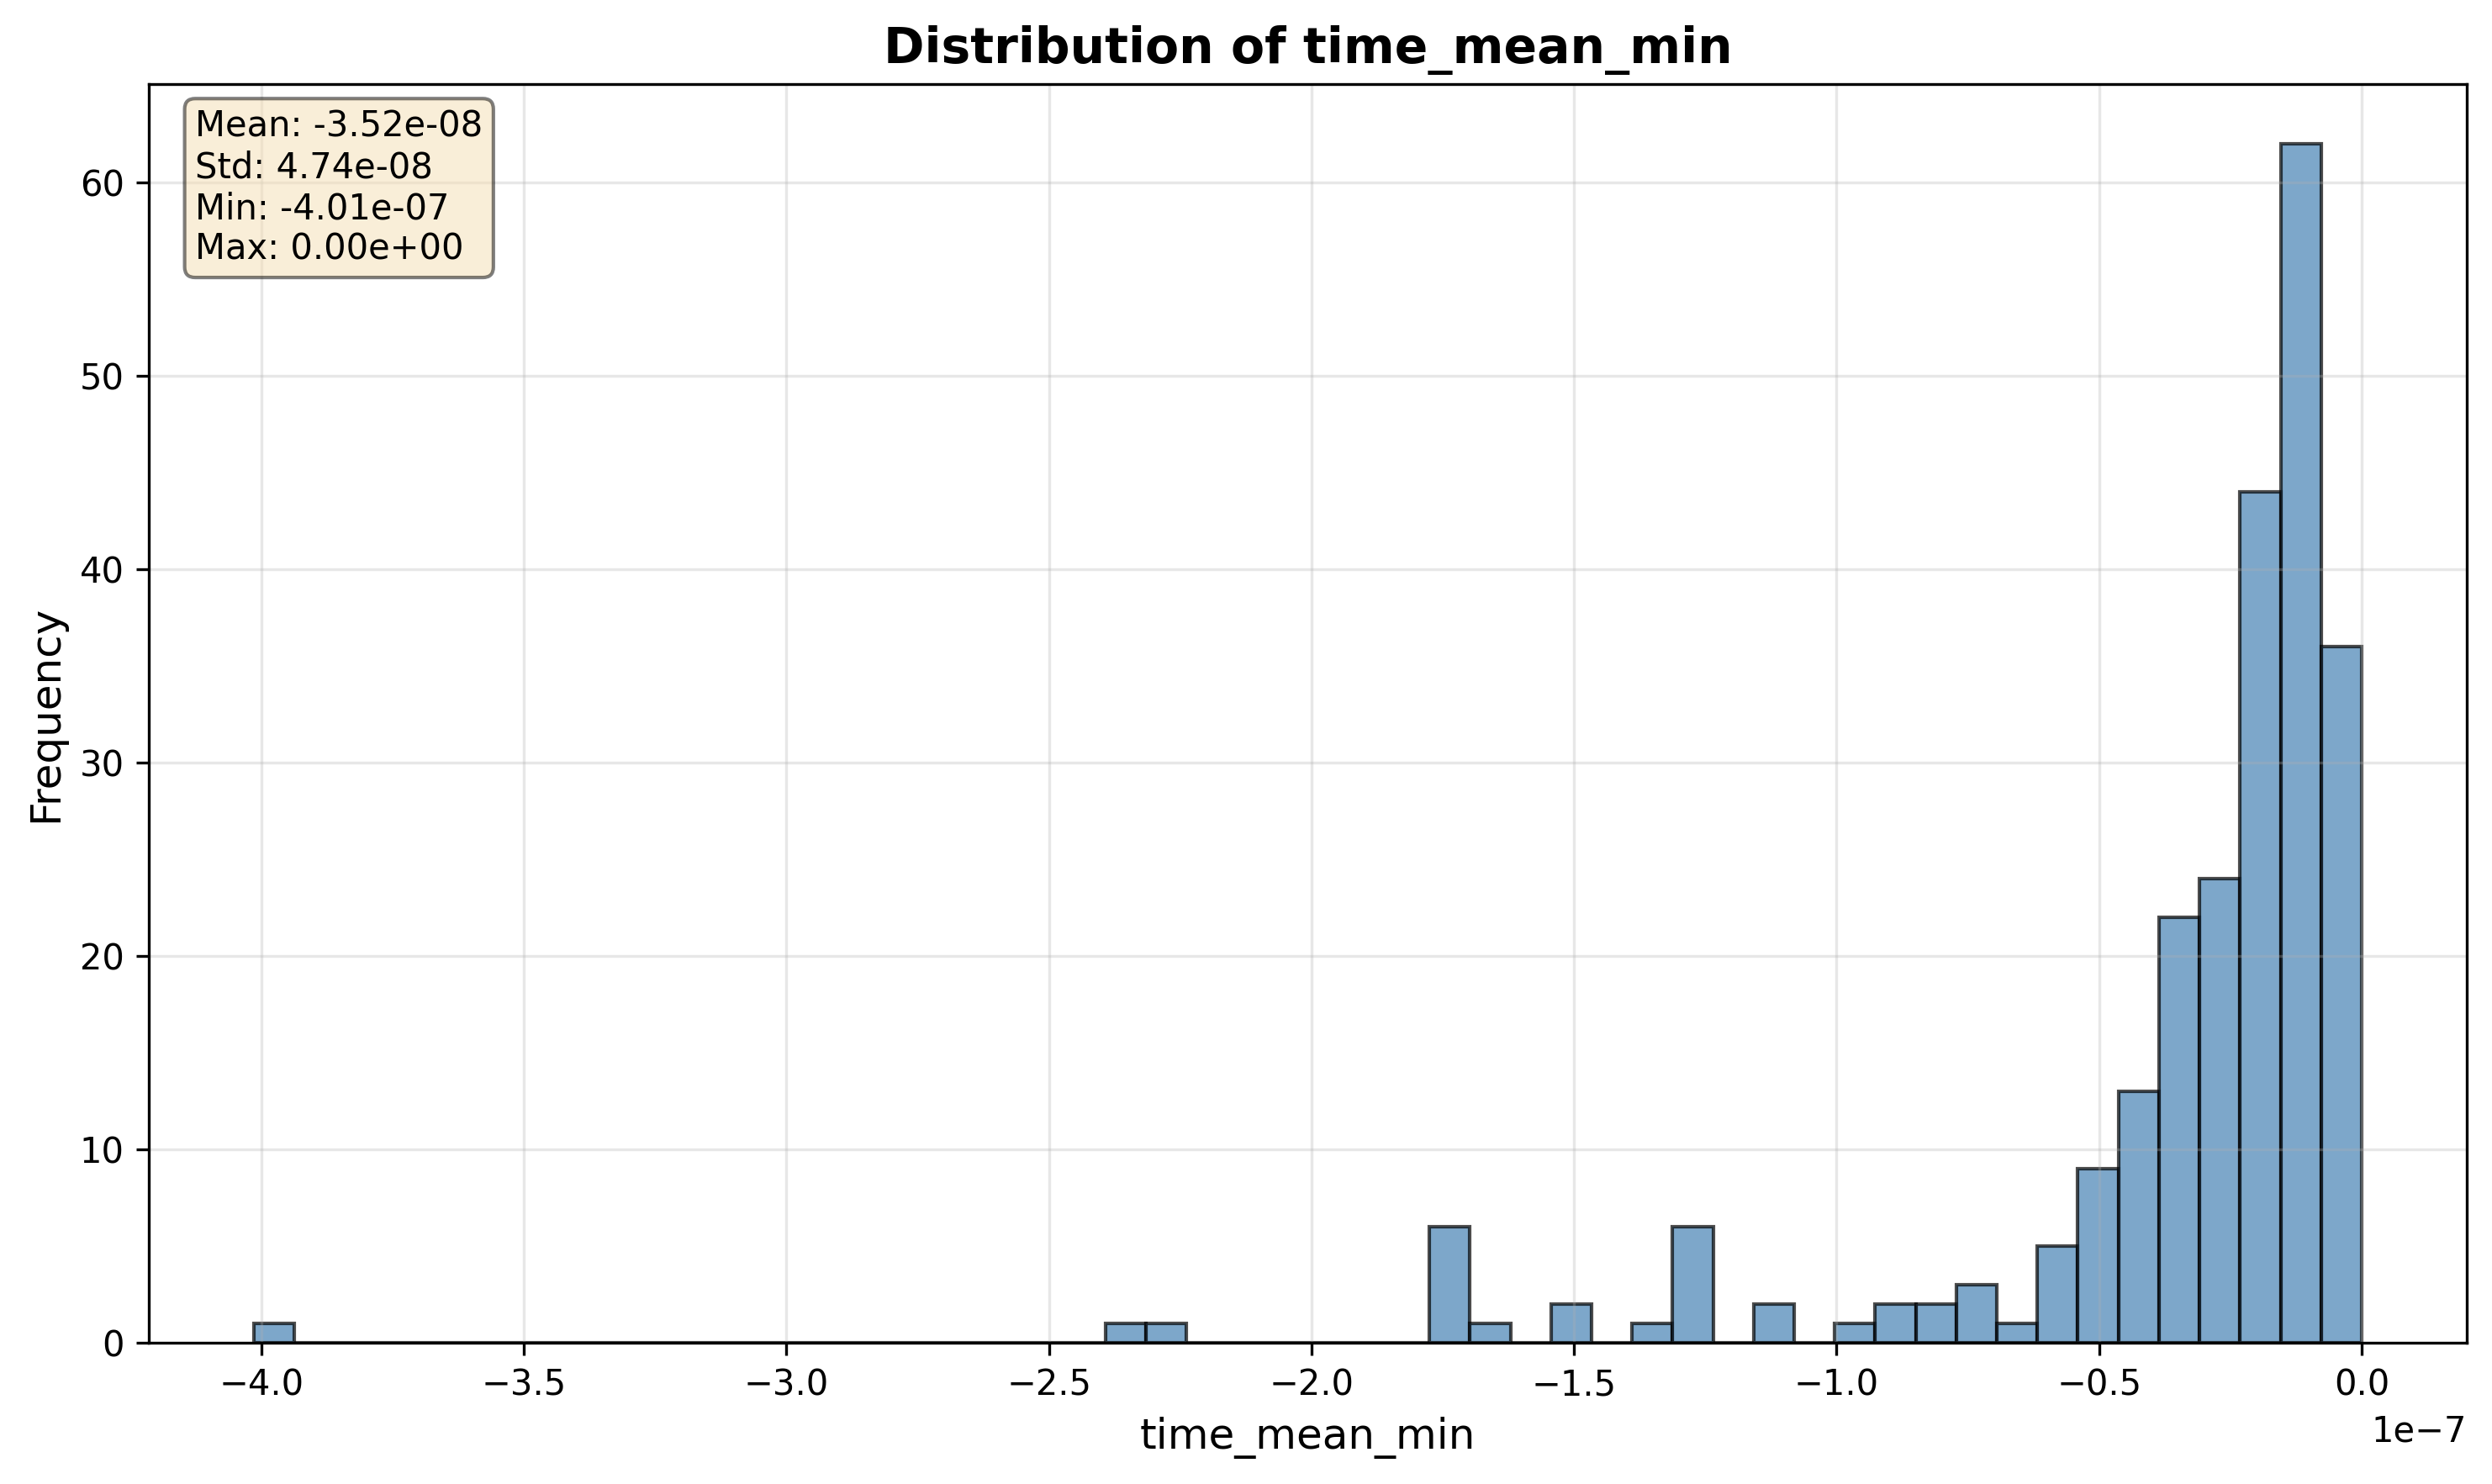 Distribution of time_mean_min
Mean: -3.52e-08
Std: 4.74e-08
Min: -4.01e-07
Max: 0.00e+00
Frequency
60
50
40
30
20
10
0
−4.0 −3.5 −3.0 −2.5 −2.0 −1.5 −1.0 −0.5 0.0
1e−7
time_mean_min